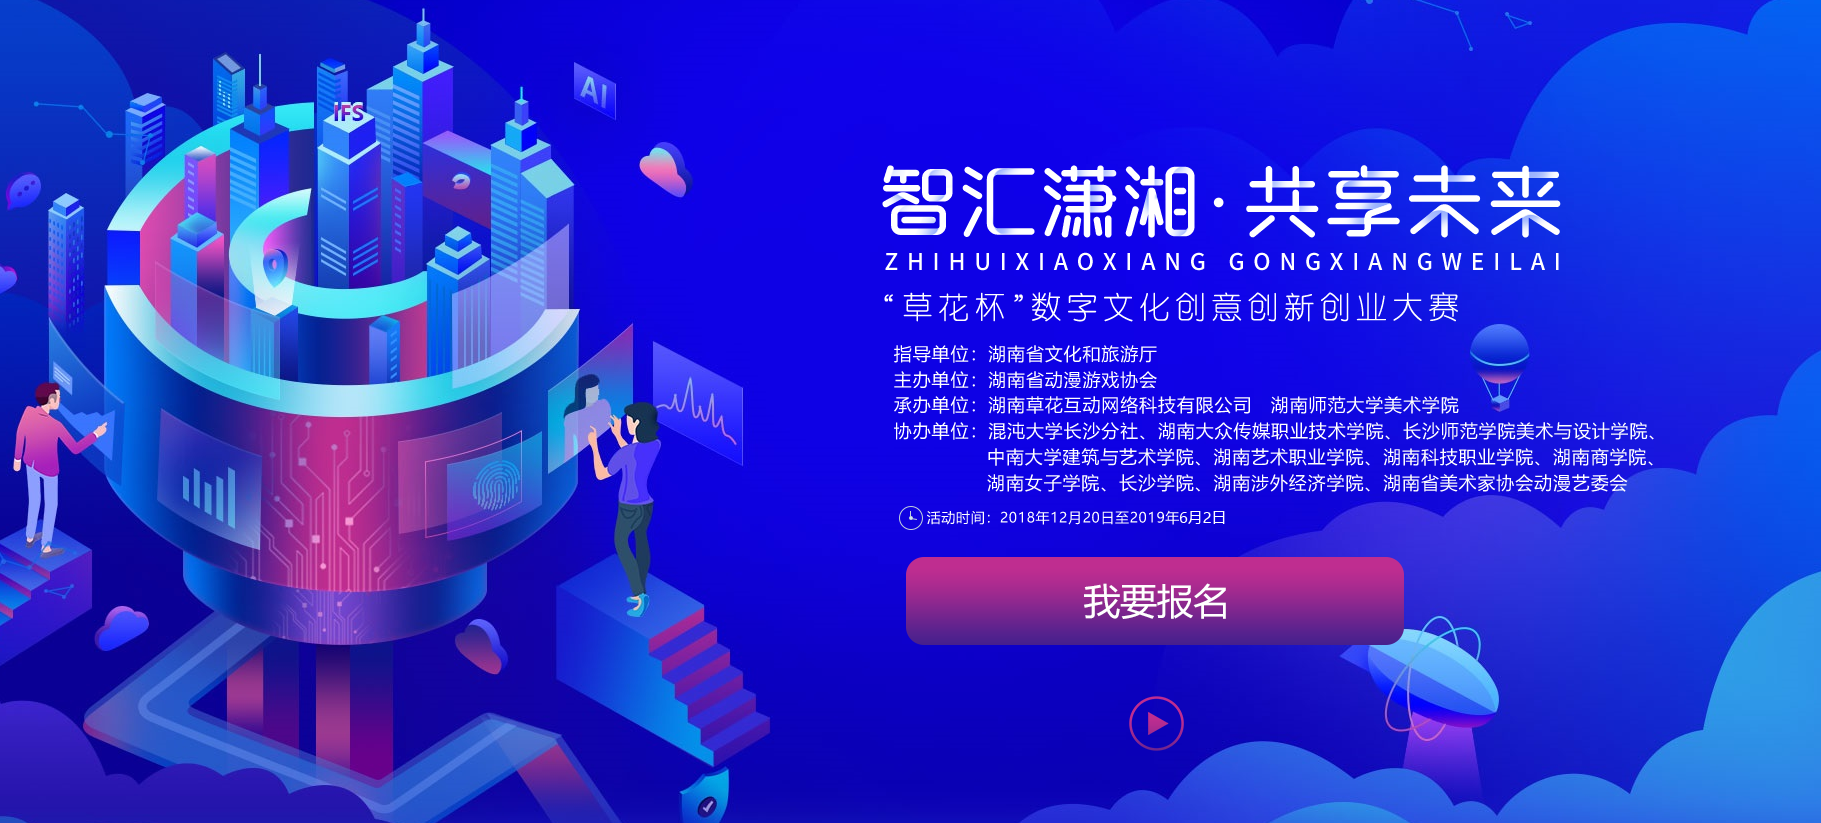 AI
IFS
智汇潇湘·共享未来
ZHIHUIXIAOXIANG GONGXIANGWEILAI
“草花杯”数字文化创意创新创业大赛
指导单位：湖南省文化和旅游厅
主办单位：湖南省动漫游戏协会
承办单位：湖南草花互动网络科技有限公司 湖南师范大学美术学院
协办单位：混沌大学长沙分社、湖南大众传媒职业技术学院、长沙师范学院美术与设计学院、
中南大学建筑与艺术学院、湖南艺术职业学院、湖南科技职业学院、湖南商学院、
湖南女子学院、长沙学院、湖南涉外经济学院、湖南省美术家协会动漫艺委会
活动时间：2018年12月20日至2019年6月2日
我要报名